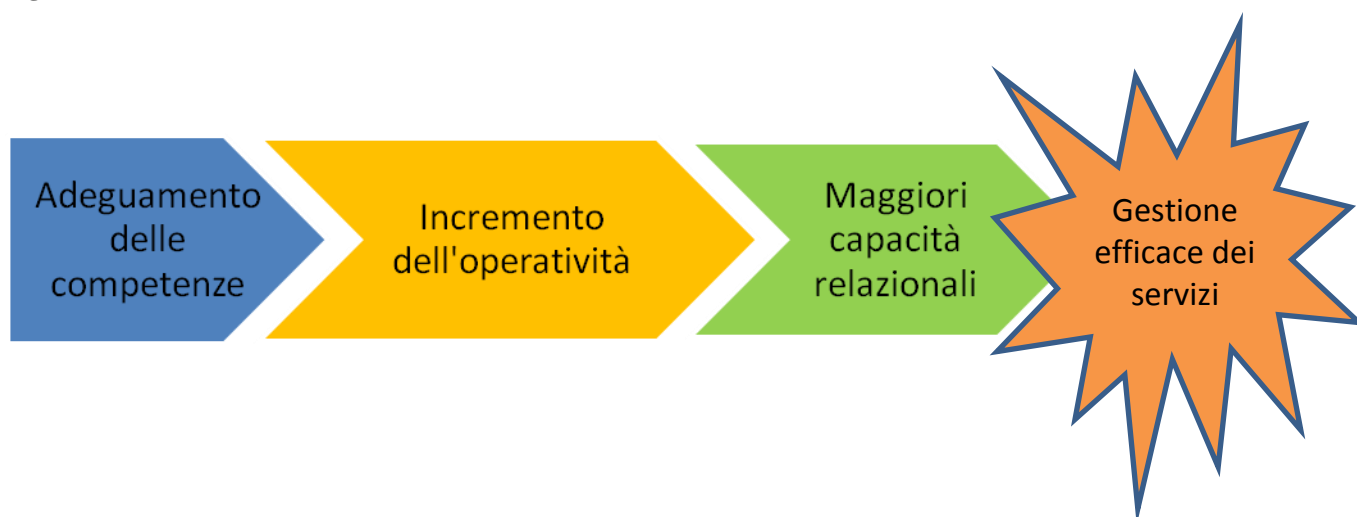 Adeguamento
delle
competenze
Incremento
dell'operatività
Maggiori
capacità
relazionali
Gestione
efficace dei
servizi